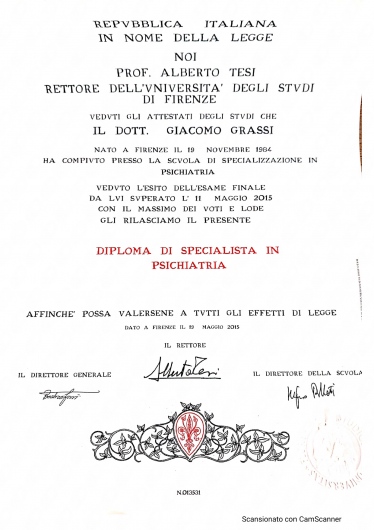 REPVBBLICA ITALIANA
IN NOME DELLA LEGGE
NOI
PROF. ALBERTO TESI
RETTORE DELL'VNIVERSITA' DEGLI STVDI
DI FIRENZE
VEDVTI GLI ATTESTATI DEGLI STVDI CHE
IL DOTT. GIACOMO GRASSI
NATO A FIRENZE IL 19 NOVEMBRE 1984
HA COMPIVTO PRESSO LA SCVOLA DI SPECIALIZZAZIONE IN
PSICHIATRIA
VEDVTO L'ESITO DELL'ESAME FINALE
DA LVI SVPERATO L' 11 MAGGIO 2015
CON IL MASSIMO DEI VOTI E LODE
GLI RILASCIAMO IL PRESENTE
DIPLOMA DI SPECIALISTA IN
PSICHIATRIA
AFFINCHE' POSSA VALERSENE A TVTTI GLI EFFETTI DI LEGGE
DATO A FIRENZE IL 19 MAGGIO 2015
IL RETTORE
IL DIRETTORE GENERALE
IL DIRETTORE DELLA SCVOLA
Alberto Tesi
N.013531
Scansionato con CamScanner